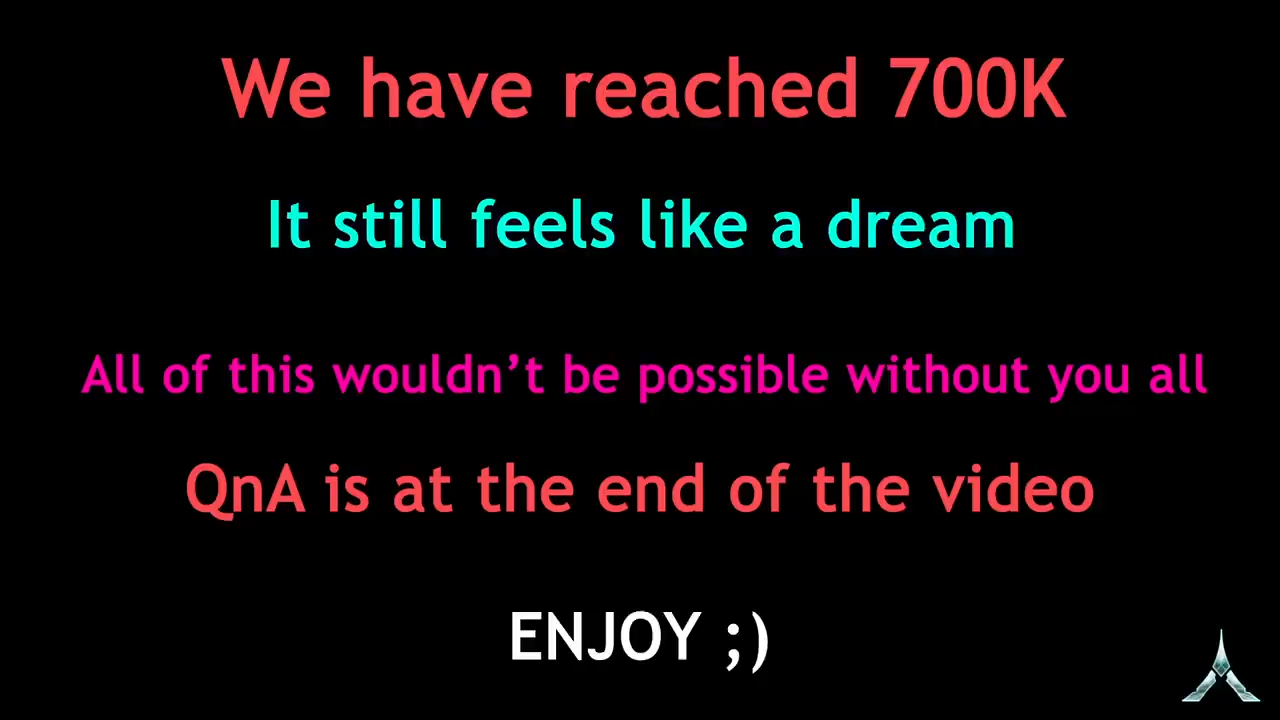 We have reached 700K
It still feels like a dream
All of this wouldn’t be possible without you all
QnA is at the end of the video
ENJOY ;)